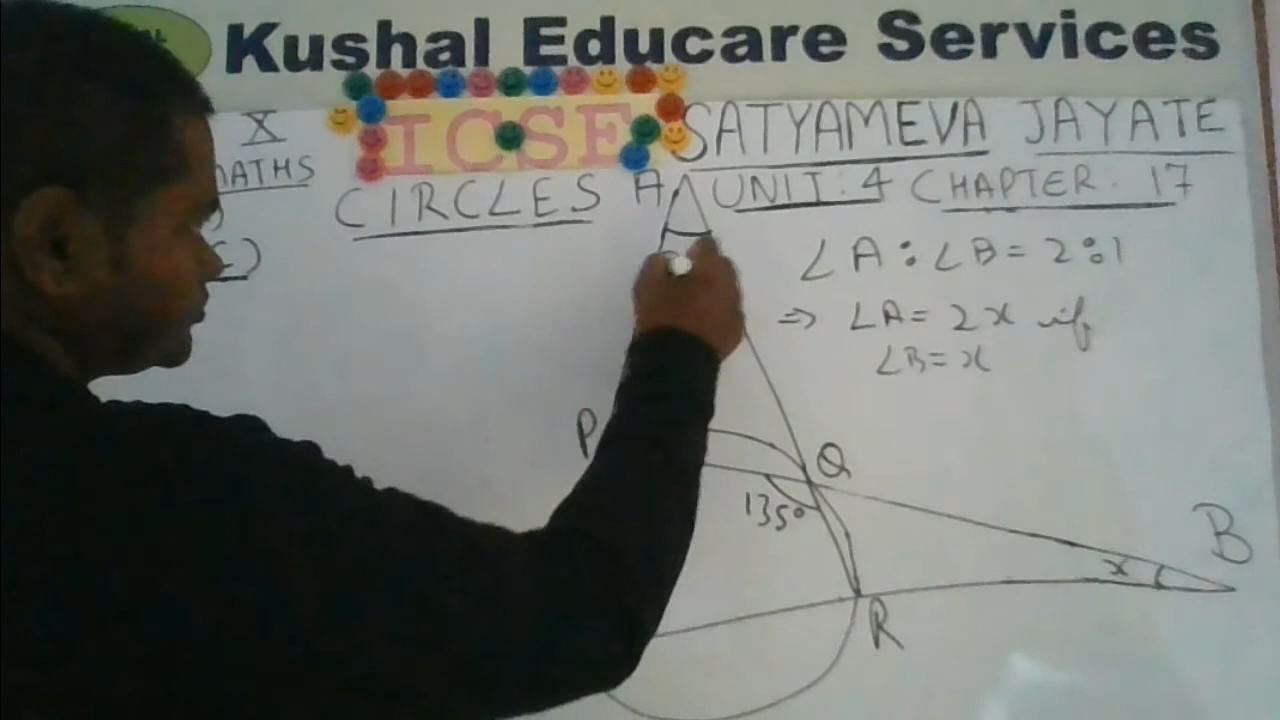 Kushal Educare Services
X
ICSE
SATYAMEVA JAYATE
MATHS
CIRCLES
A
UNIT: 4 CHAPTER. 17
∠A : ∠B = 2:1
⇒ ∠A = 2x if
∠B = x
P
Q
135°
B
x
R